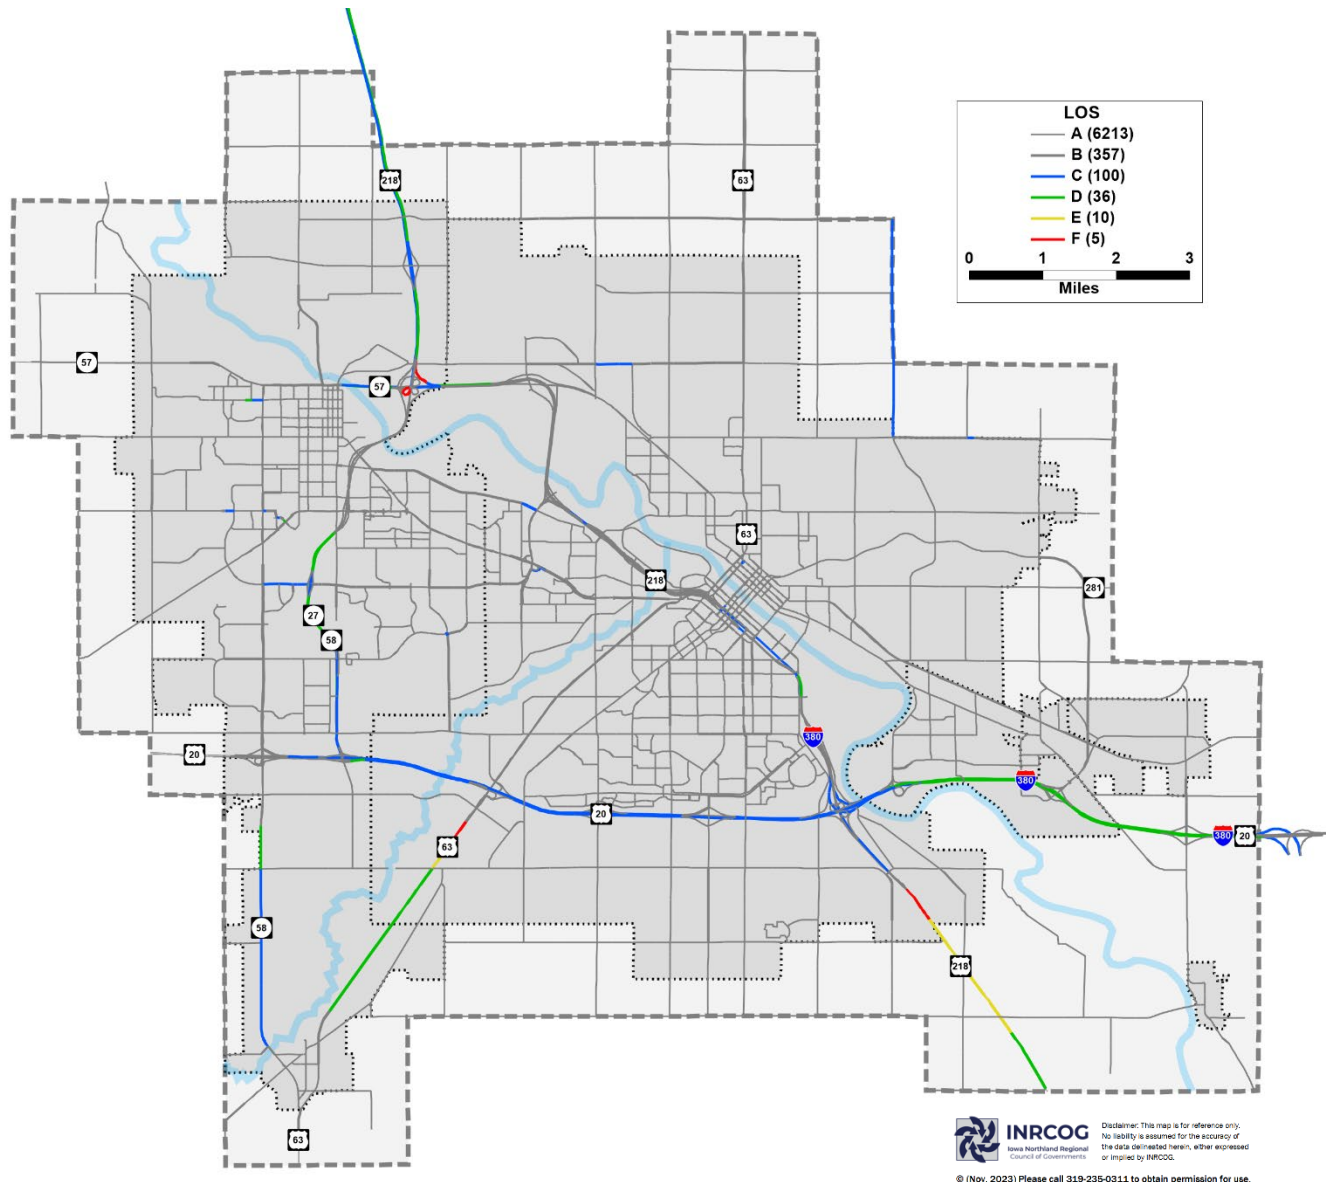 LOS
A (6213)
B (357)
C (100)
D (36)
E (10)
F (5)
0 1 2 3
Miles
218
63
57
57
63
218
281
27
58
380
20
380
20
63
380 20
58
218
63
INRCOG
Iowa Northland Regional
Council of Governments
Disclaimer: This map is for reference only.
No liability is assumed for the accuracy of
the data delineated herein, either expressed
or implied by INRCOG.
© (Nov. 2023) Please call 319-235-0311 to obtain permission for use.